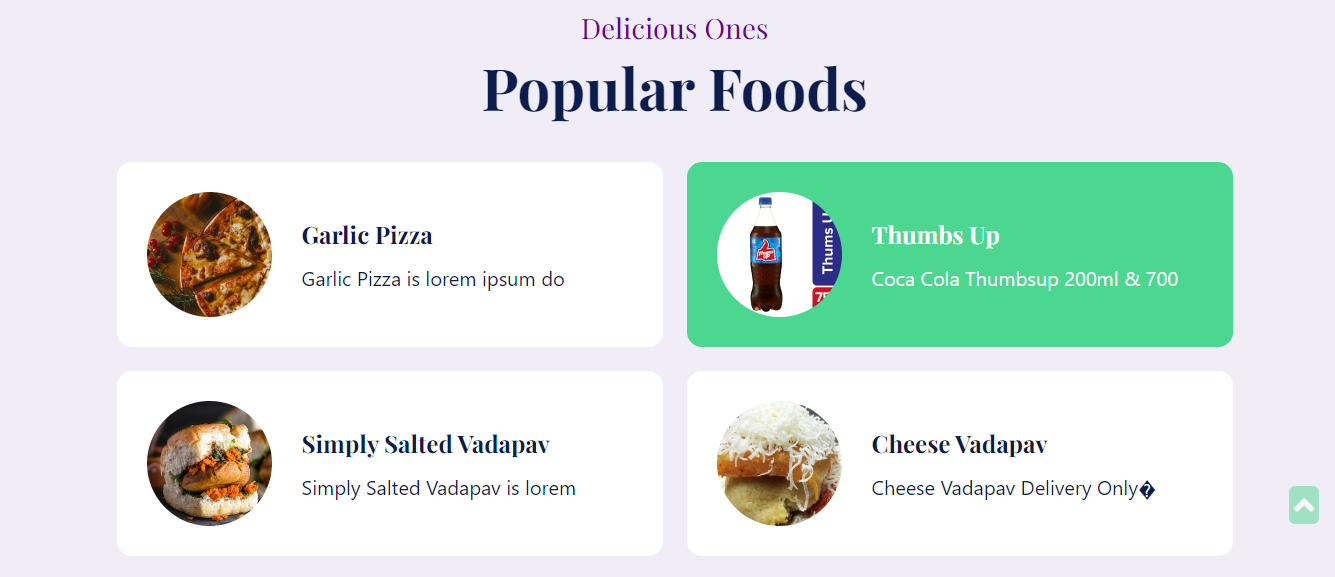 Delicious Ones
Popular Foods
Garlic Pizza
Garlic Pizza is lorem ipsum do
Thums U
75
Thumbs Up
Coca Cola Thumbsup 200ml & 700
Simply Salted Vadapav
Simply Salted Vadapav is lorem
Cheese Vadapav
Cheese Vadapav Delivery Only�